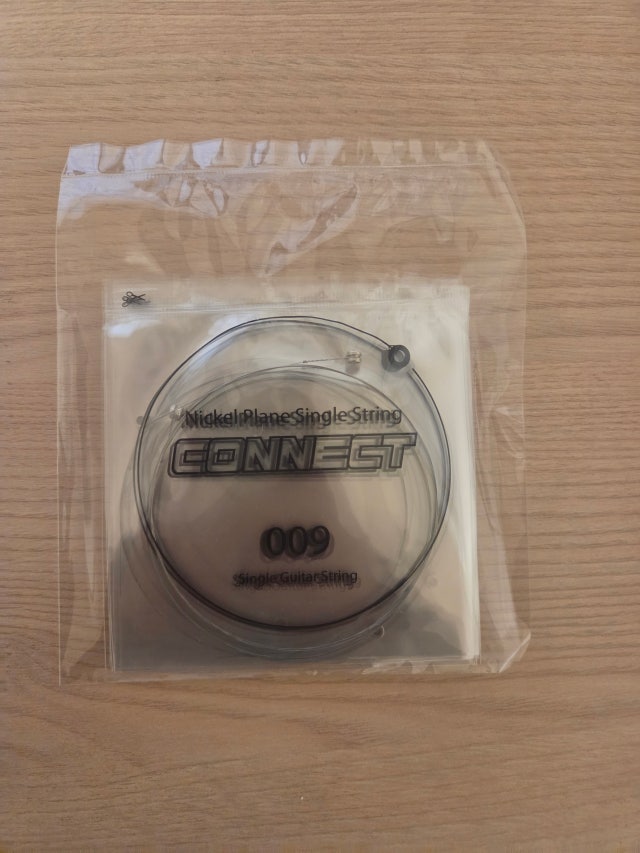 Nickel Plane Single String
CONNECT
009
Single Guitar String